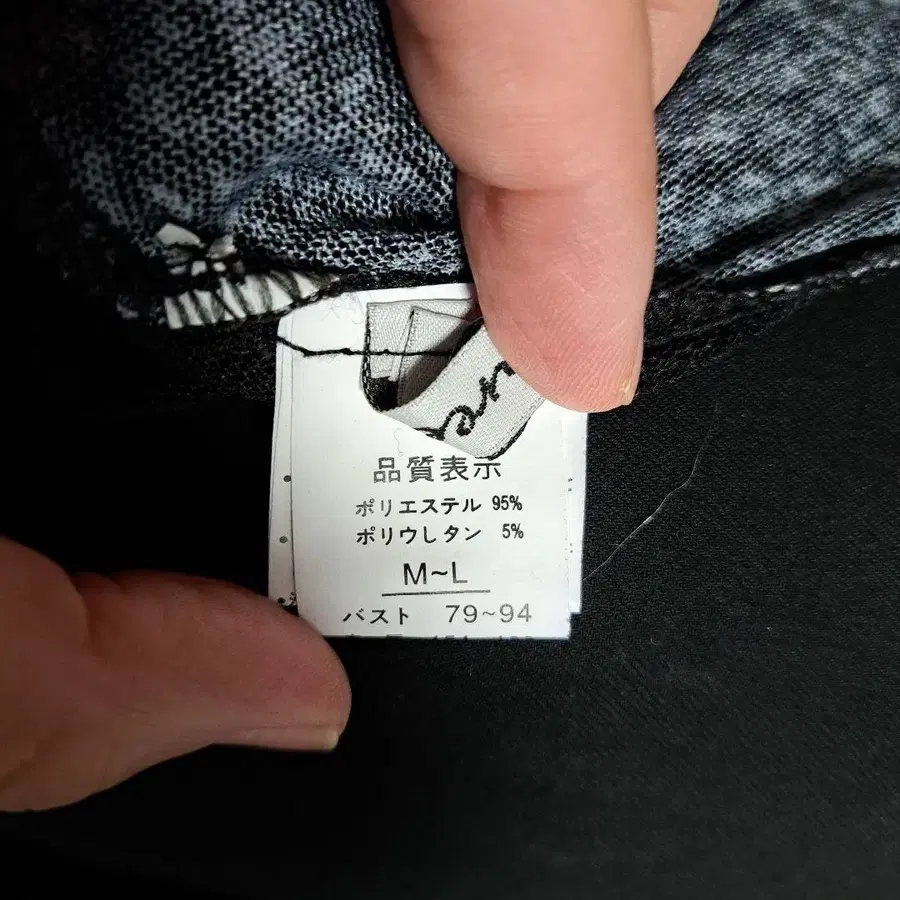 品質表示
ポリエステル 95%
ポリウレタン 5%
M~L
バスト 79~94